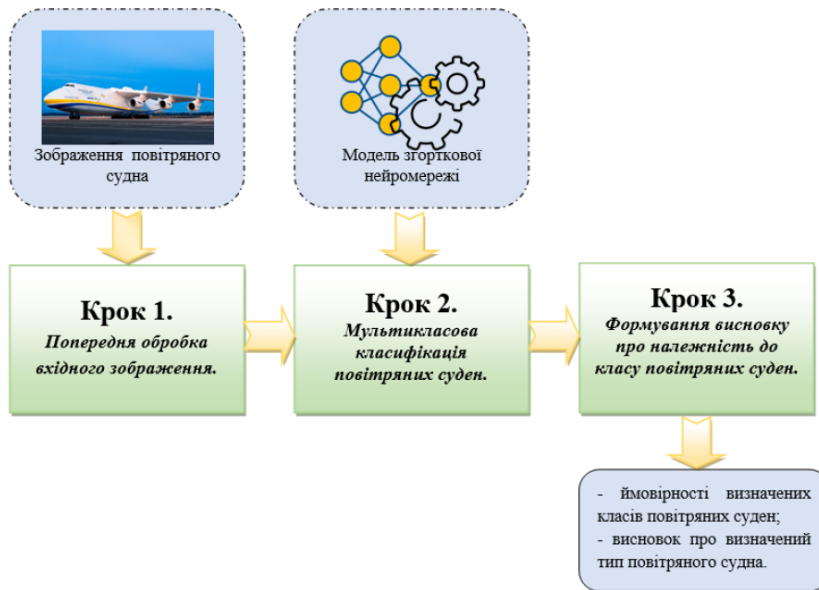 Зображення повітряного
судна
Модель згорткової
нейромережі
Крок 1.
Попередня обробка
вхідного зображення.
Крок 2.
Мультикласова
класифікація
повітряних суден.
Крок 3.
Формування висновку
про належність до
класу повітряних суден.
- ймовірності визначених
класів повітряних суден;
- висновок про визначений
тип повітряного судна.